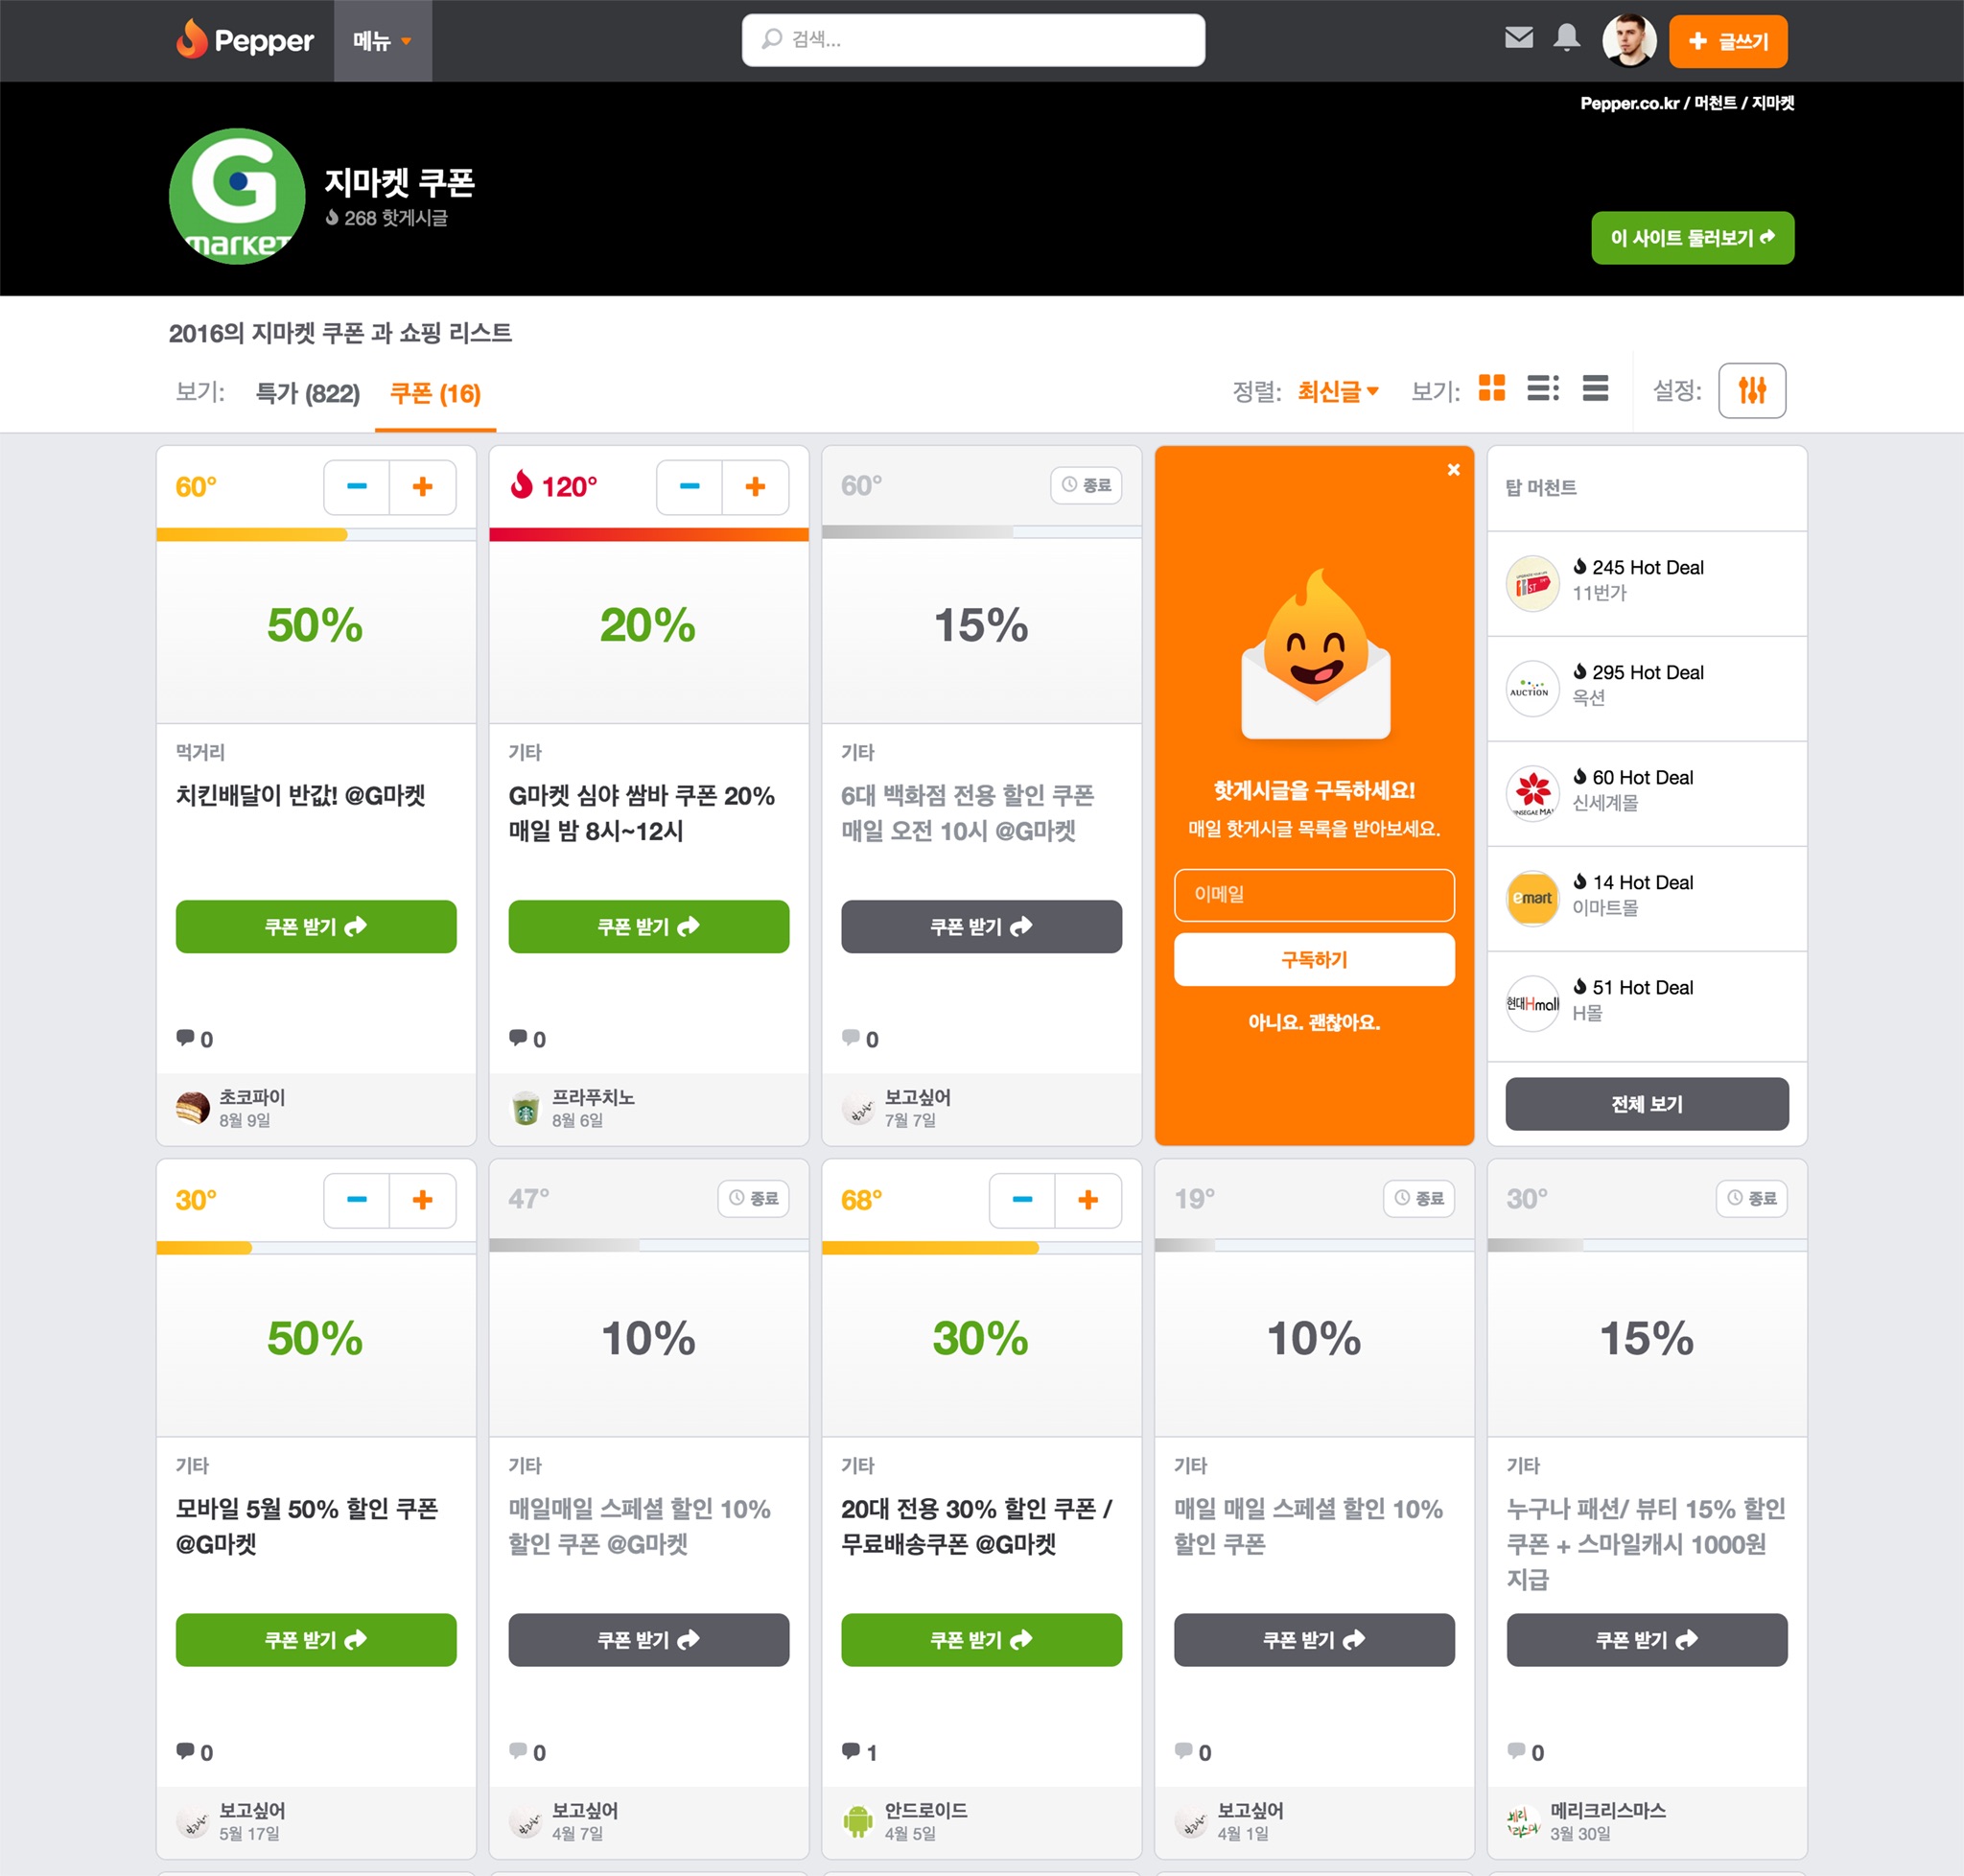 Pepper
메뉴
검색...
글쓰기
Pepper.co.kr / 머천트 / 지마켓
G
market
지마켓 쿠폰
268 핫게시글
이 사이트 둘러보기
2016의 지마켓 쿠폰 과 쇼핑 리스트
보기: 특가 (822) 쿠폰 (16)
정렬: 최신글 보기: 설정:
60°
50%
먹거리
치킨배달이 반값! @G마켓
쿠폰 받기
0
초코파이
8월 9일
120°
20%
기타
G마켓 심야 쌈바 쿠폰 20%
매일 밤 8시~12시
쿠폰 받기
0
프라푸치노
8월 6일
60°
종료
15%
기타
6대 백화점 전용 할인 쿠폰
매일 오전 10시 @G마켓
쿠폰 받기
0
보고싶어
7월 7일
핫게시글을 구독하세요!
매일 핫게시글 목록을 받아보세요.
이메일
구독하기
아니요. 괜찮아요.
탑 머천트
245 Hot Deal
11번가
AUCTION
295 Hot Deal
옥션
60 Hot Deal
신세계몰
emart
14 Hot Deal
이마트몰
현대Hmall
51 Hot Deal
H몰
전체 보기
30°
50%
기타
모바일 5월 50% 할인 쿠폰
@G마켓
쿠폰 받기
0
보고싶어
5월 17일
47°
종료
10%
기타
매일매일 스페셜 할인 10%
할인 쿠폰 @G마켓
쿠폰 받기
0
보고싶어
4월 7일
68°
30%
기타
20대 전용 30% 할인 쿠폰 /
무료배송쿠폰 @G마켓
쿠폰 받기
1
안드로이드
4월 5일
19°
종료
10%
기타
매일 매일 스페셜 할인 10%
할인 쿠폰
쿠폰 받기
0
보고싶어
4월 1일
30°
종료
15%
기타
누구나 패션/ 뷰티 15% 할인
쿠폰 + 스마일캐시 1000원
지급
쿠폰 받기
0
메리크리스마스
3월 30일